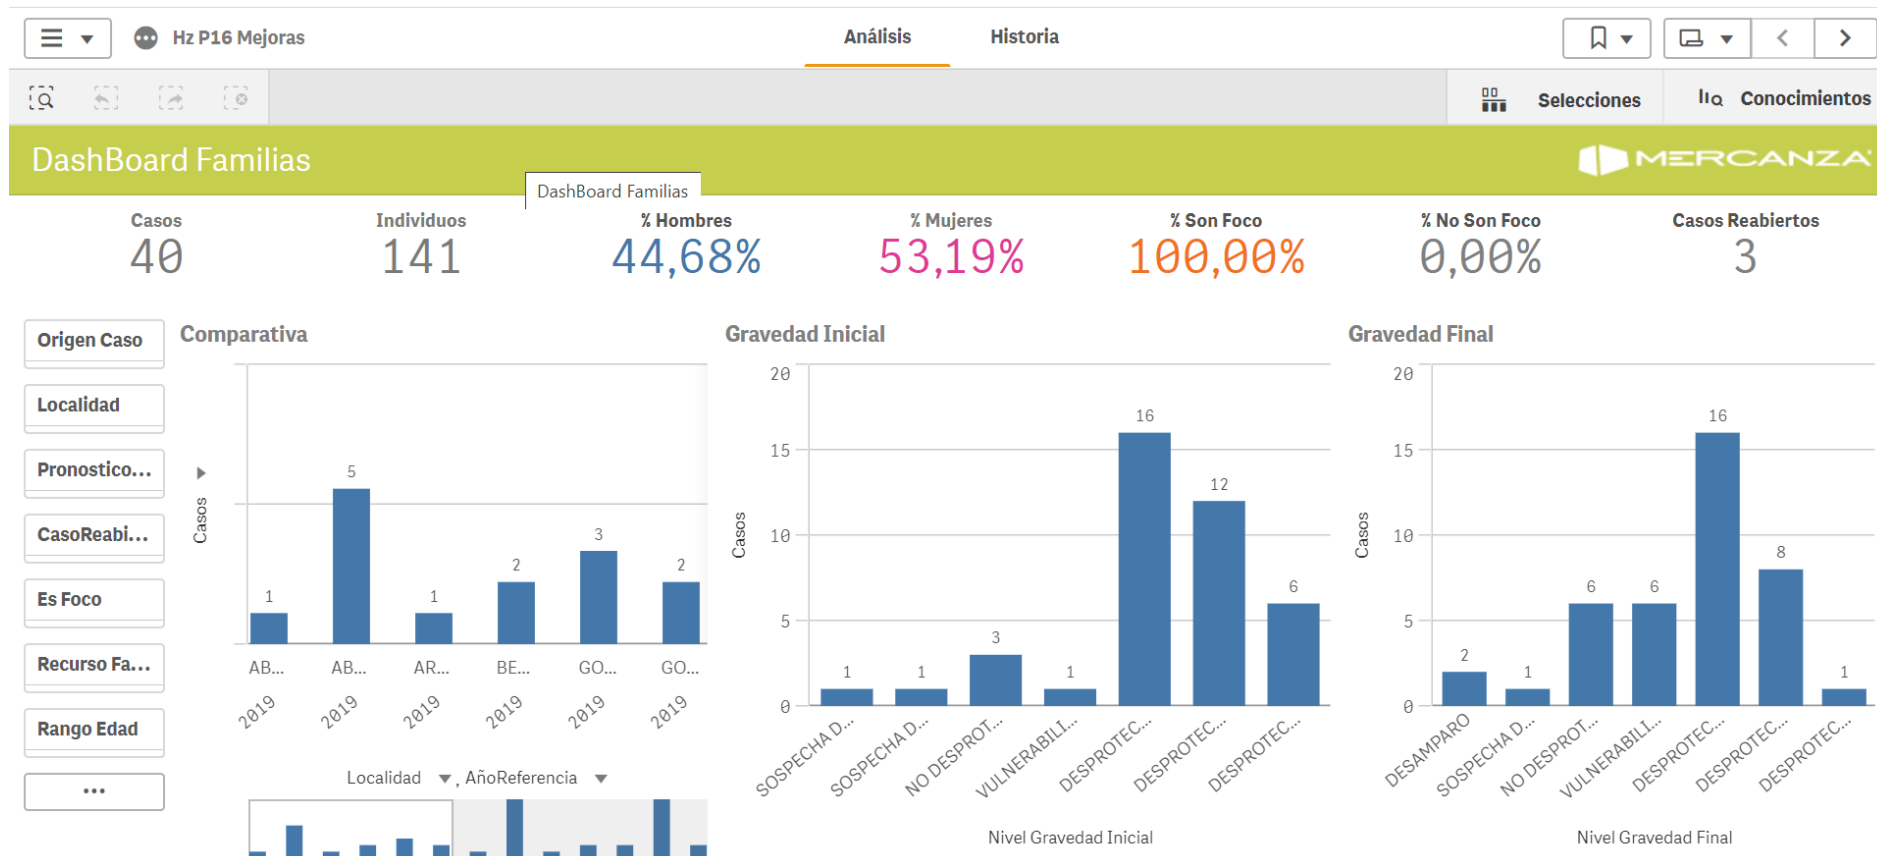 Hz P16 Mejoras
Análisis
Historia
Selecciones
Conocimientos
DashBoard Familias
MERCANZA
DashBoard Familias
Casos
40
Individuos
141
% Hombres
44,68%
% Mujeres
53,19%
% Son Foco
100,00%
% No Son Foco
0,00%
Casos Reabiertos
3
Origen Caso
Localidad
Pronostico...
CasoReabi...
Es Foco
Recurso Fa...
Rango Edad
...
Comparativa
Casos
1
5
1
2
3
2
AB...
AB...
AR...
BE...
GO...
GO...
2019
2019
2019
2019
2019
2019
Localidad , AñoReferencia
Gravedad Inicial
Casos
20
15
10
5
0
1
1
3
1
16
12
6
SOSPECHA D...
SOSPECHA D...
NO DESPROT...
VULNERABILI...
DESPROTEC...
DESPROTEC...
DESPROTEC...
Nivel Gravedad Inicial
Gravedad Final
Casos
20
15
10
5
0
2
1
6
6
16
8
1
DESAMPARO
SOSPECHA D...
NO DESPROT...
VULNERABILI...
DESPROTEC...
DESPROTEC...
DESPROTEC...
Nivel Gravedad Final